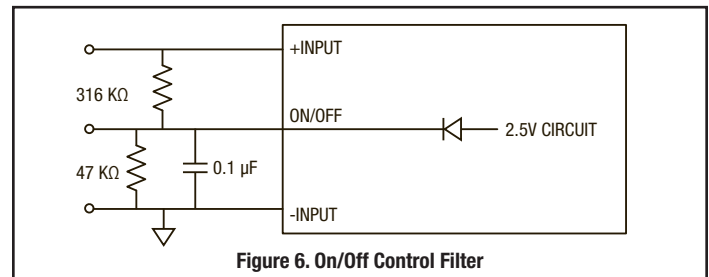 +INPUT
316 KΩ
ON/OFF
2.5V CIRCUIT
47 KΩ
0.1 µF
-INPUT
Figure 6. On/Off Control Filter